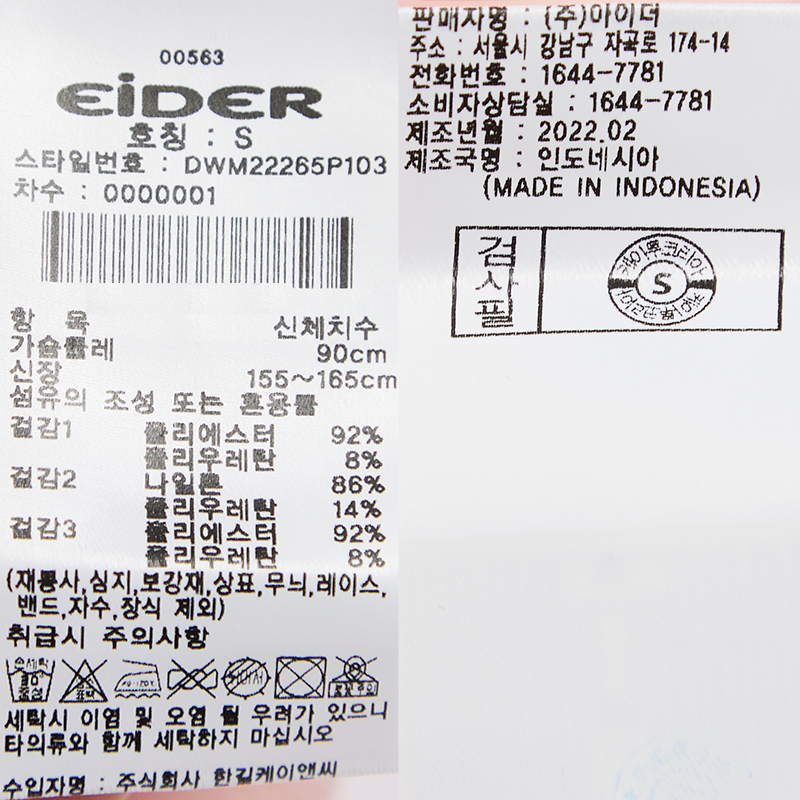 00563
EiDER
호칭 : S
스타일번호 : DWM22265P103
차수 : 0000001
항 목 신체치수
가슴둘레 90cm
신장 155~165cm
섬유의 조성 또는 혼용률
겉감1 폴리에스터 92%
폴리우레탄 8%
겉감2 나일론 86%
폴리우레탄 14%
겉감3 폴리에스터 92%
폴리우레탄 8%
(재봉사,심지,보강재,상표,무늬,레이스,
밴드,자수,장식 제외)
취급시 주의사항
손세탁
30°
중성
세탁시 이염 및 오염 될 우려가 있으니
타의류와 함께 세탁하지 마십시오
수입자명 : 주식회사 한길케이앤씨
판매자명 : (주)아이더
주소 : 서울시 강남구 자곡로 174-14
전화번호 : 1644-7781
소비자상담실 : 1644-7781
제조년월 : 2022.02
제조국명 : 인도네시아
(MADE IN INDONESIA)
검사필
S